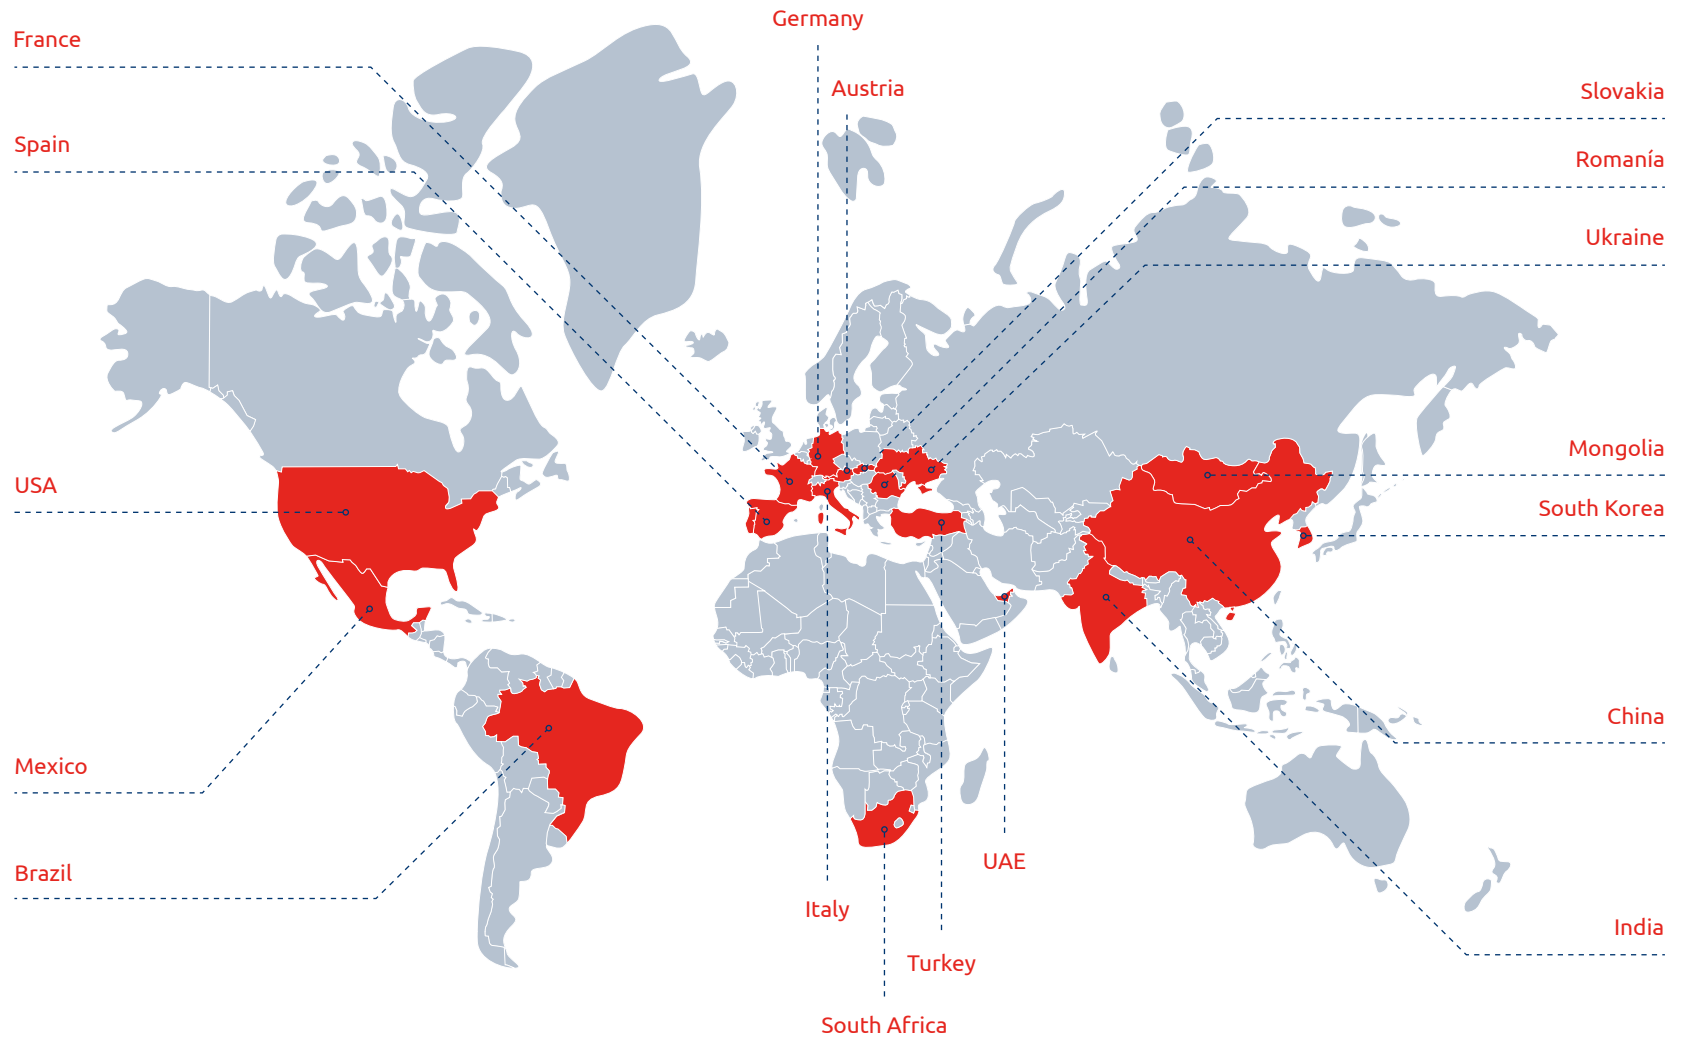 Germany
France
Austria
Slovakia
Spain
Romanía
Ukraine
Mongolia
USA
South Korea
China
Mexico
UAE
Brazil
Italy
India
Turkey
South Africa